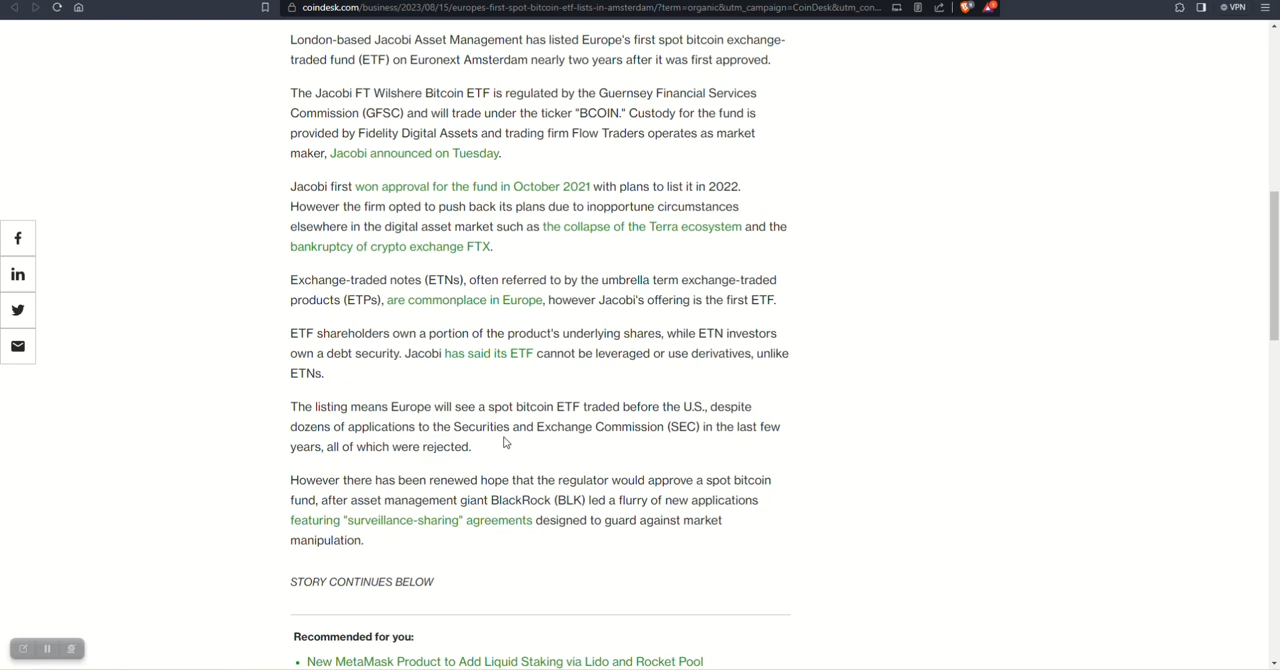 coindesk.com/business/2023/08/15/europes-first-spot-bitcoin-etf-lists-in-amsterdam/?term=organic&utm_campaign=CoinDesk&utm_con...
VPN
London-based Jacobi Asset Management has listed Europe's first spot bitcoin exchange-
traded fund (ETF) on Euronext Amsterdam nearly two years after it was first approved.
The Jacobi FT Wilshere Bitcoin ETF is regulated by the Guernsey Financial Services
Commission (GFSC) and will trade under the ticker "BCOIN." Custody for the fund is
provided by Fidelity Digital Assets and trading firm Flow Traders operates as market
maker, Jacobi announced on Tuesday.
Jacobi first won approval for the fund in October 2021 with plans to list it in 2022.
However the firm opted to push back its plans due to inopportune circumstances
elsewhere in the digital asset market such as the collapse of the Terra ecosystem and the
bankruptcy of crypto exchange FTX.
Exchange-traded notes (ETNs), often referred to by the umbrella term exchange-traded
products (ETPs), are commonplace in Europe, however Jacobi's offering is the first ETF.
ETF shareholders own a portion of the product's underlying shares, while ETN investors
own a debt security. Jacobi has said its ETF cannot be leveraged or use derivatives, unlike
ETNs.
The listing means Europe will see a spot bitcoin ETF traded before the U.S., despite
dozens of applications to the Securities and Exchange Commission (SEC) in the last few
years, all of which were rejected.
However there has been renewed hope that the regulator would approve a spot bitcoin
fund, after asset management giant BlackRock (BLK) led a flurry of new applications
featuring "surveillance-sharing" agreements designed to guard against market
manipulation.
STORY CONTINUES BELOW
Recommended for you:
• New MetaMask Product to Add Liquid Staking via Lido and Rocket Pool